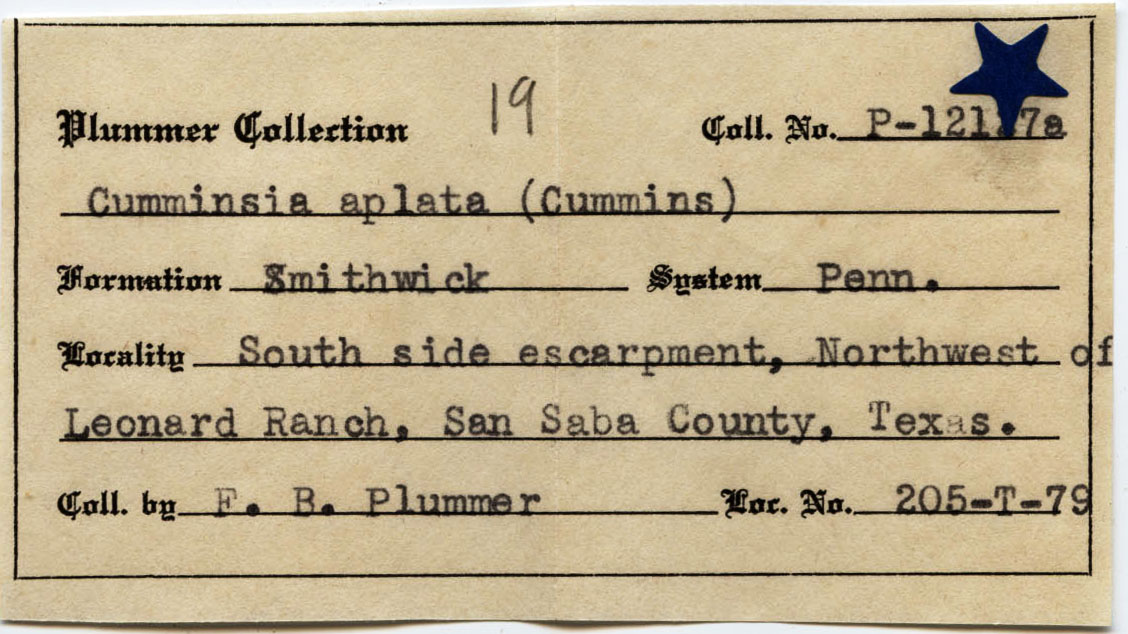 19
Plummer Collection Coll. No.
Cumminsia aplata (Cummins)
Formation Smithwick System Penn.
Locality South side escarpment, Northwest of
Leonard Ranch, San Saba County, Texas.
Coll. by F. B. Plummer Loc. No. 205-T-79